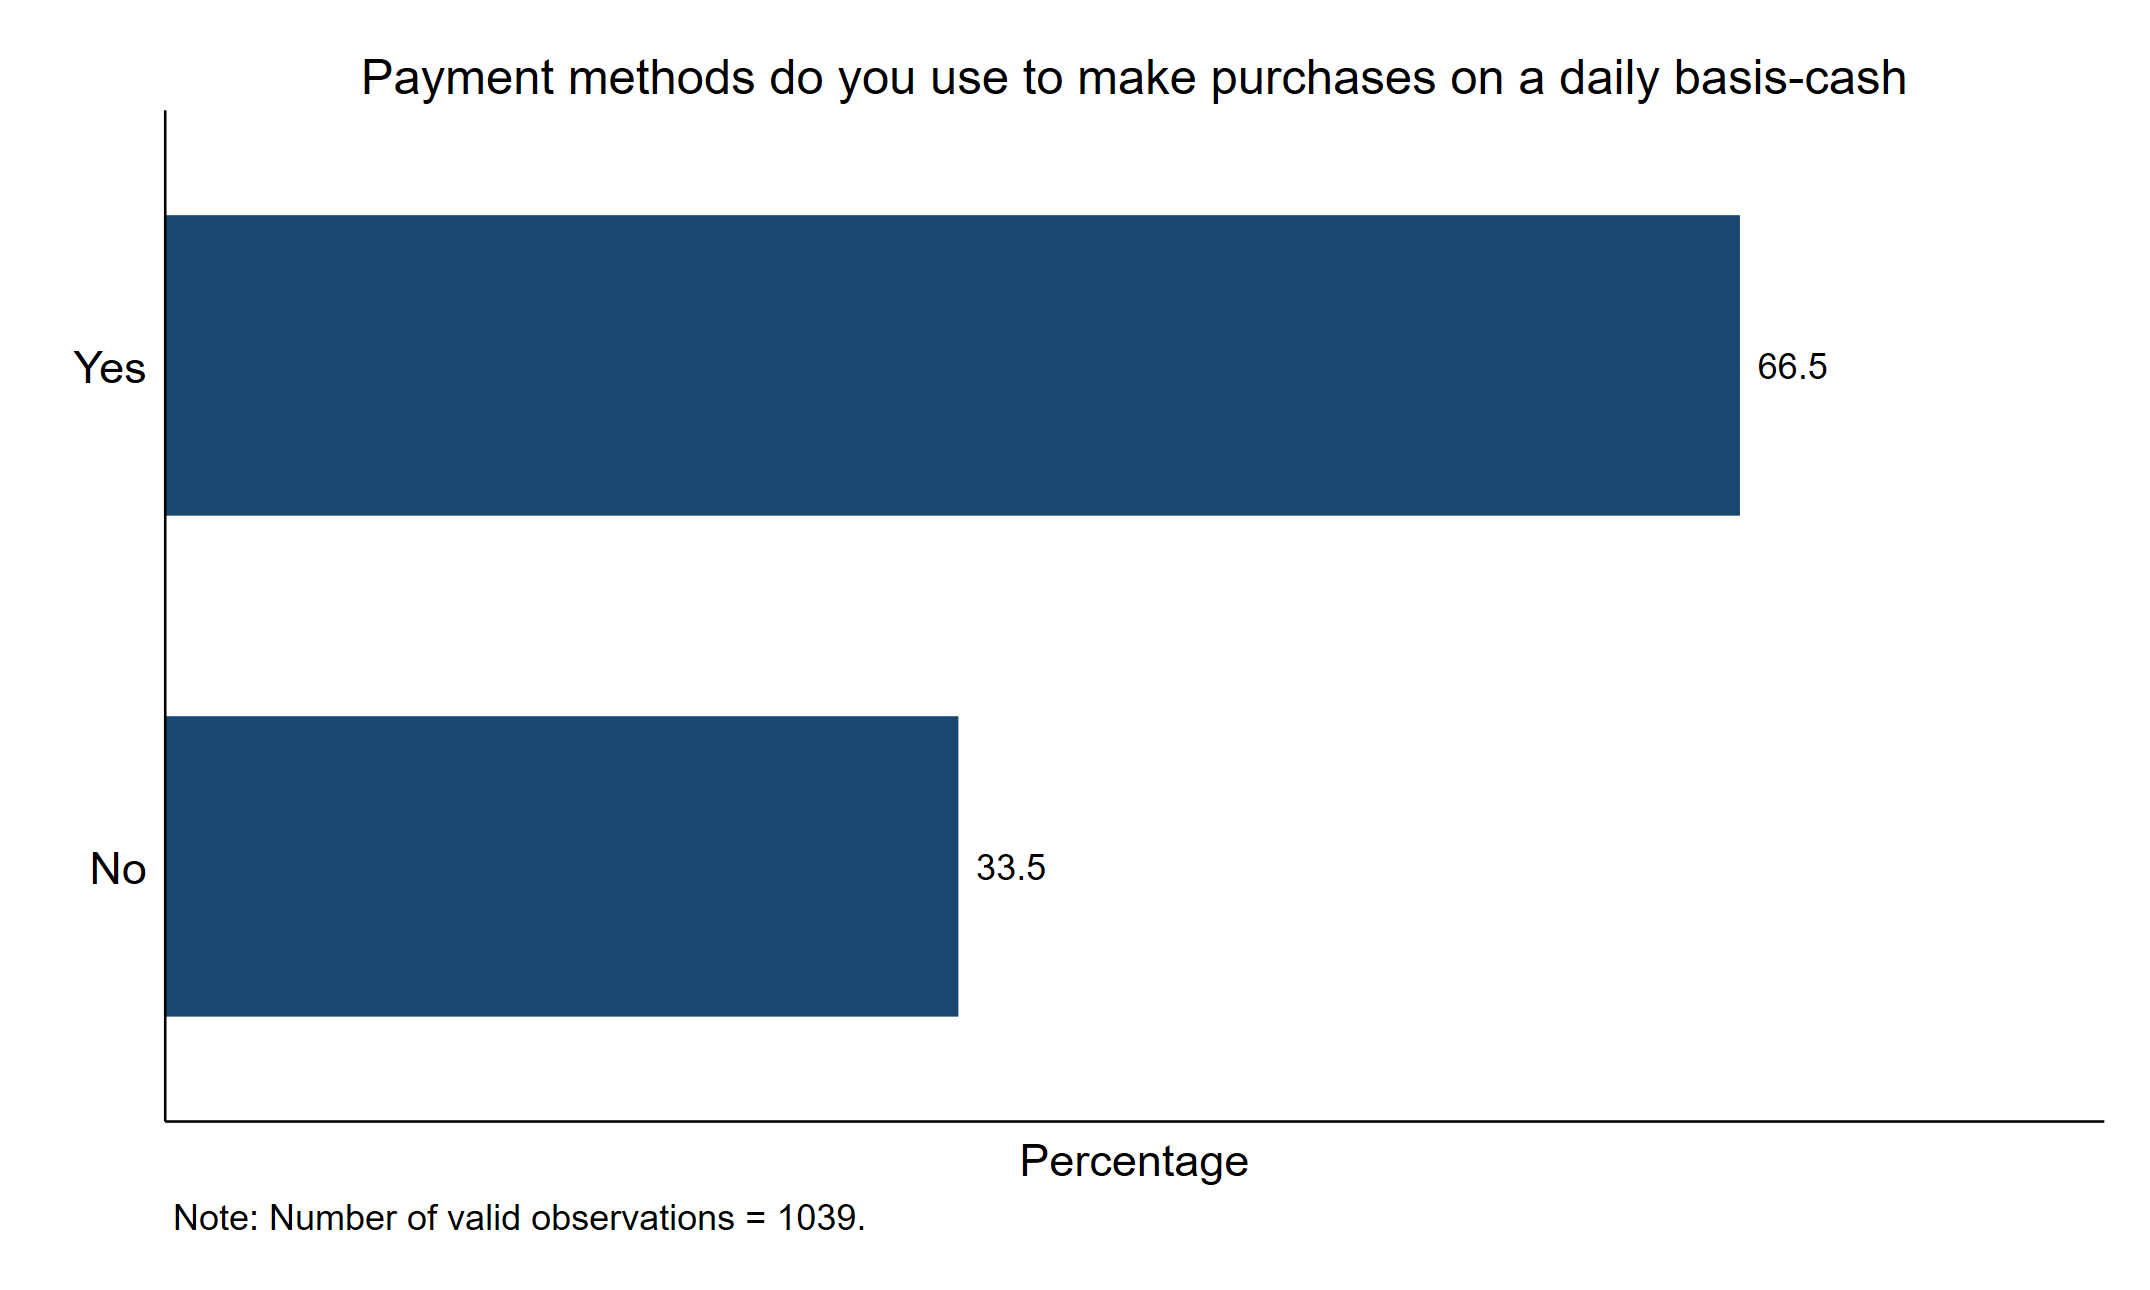 Payment methods do you use to make purchases on a daily basis-cash
Yes
66.5
No
33.5
Percentage
Note: Number of valid observations = 1039.